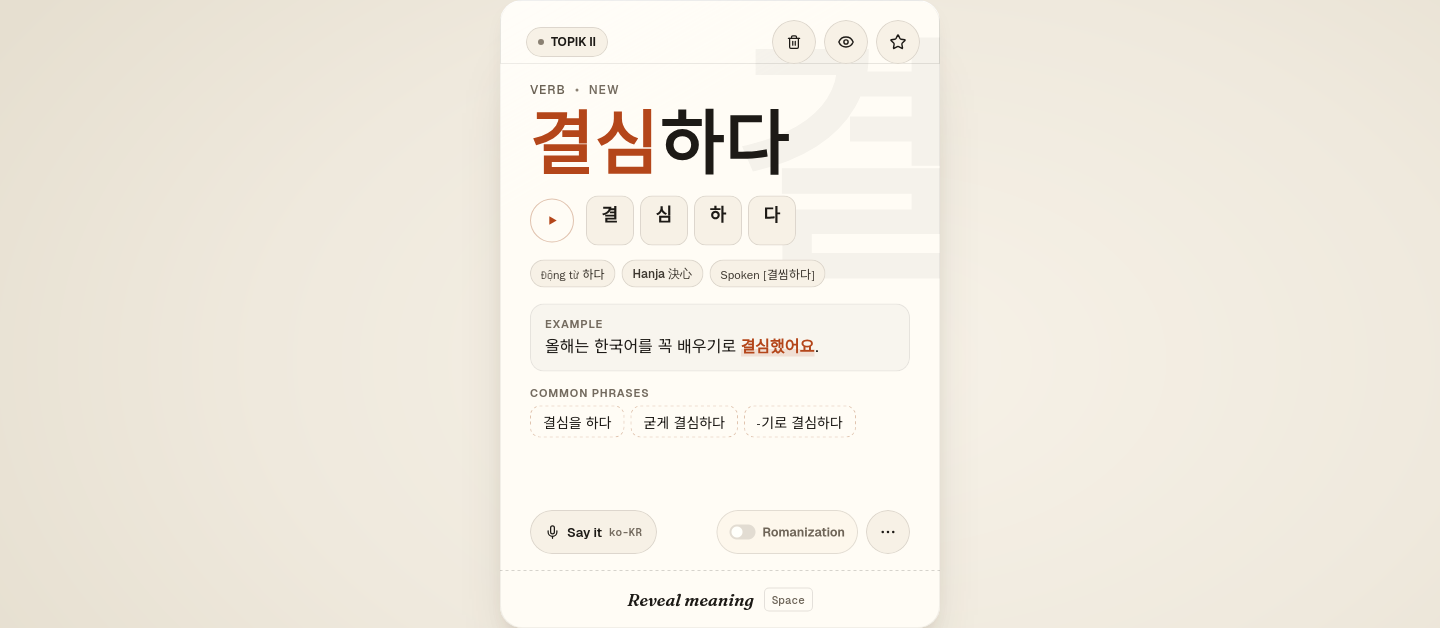 TOPIK II
VERB • NEW
결심하다
결 심 하 다
Động từ 하다
Hanja 決心
Spoken [결씸하다]
EXAMPLE
올해는 한국어를 꼭 배우기로 결심했어요.
COMMON PHRASES
결심을 하다
굳게 결심하다
-기로 결심하다
Say it ko-KR
Romanization
Reveal meaning Space
결